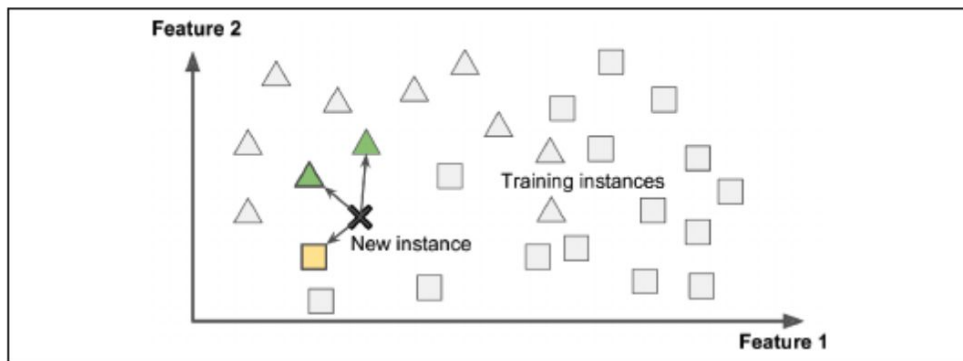 Feature 2
Training instances
New instance
Feature 1